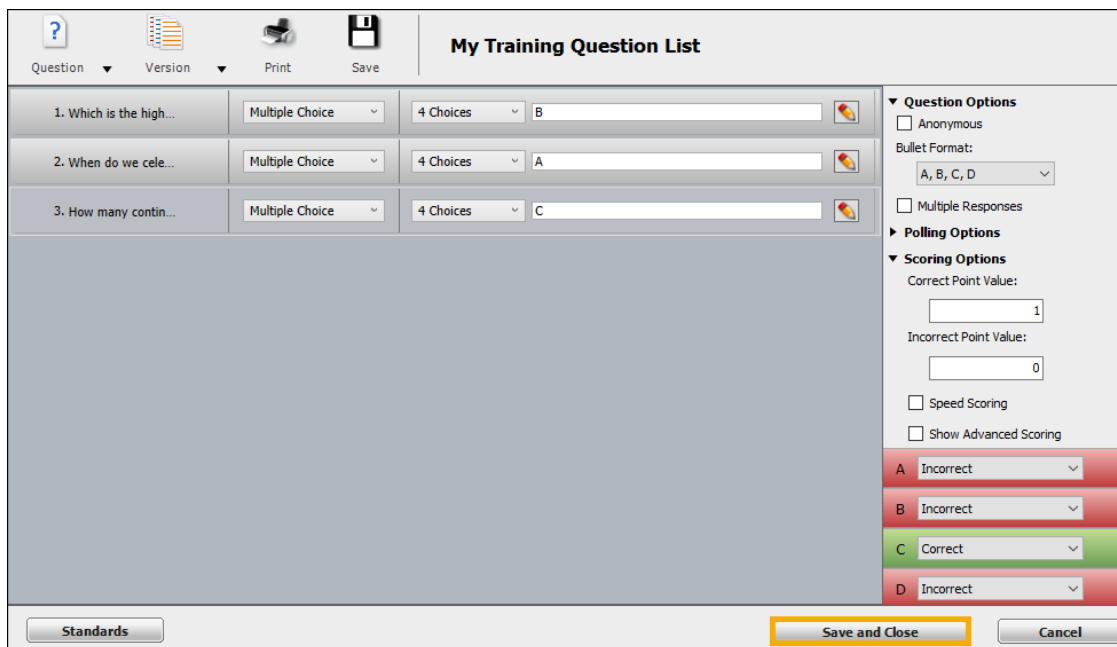 My Training Question List
Question Version Print Save
1. Which is the high... Multiple Choice 4 Choices B
2. When do we cele... Multiple Choice 4 Choices A
3. How many contin... Multiple Choice 4 Choices C
Question Options
Anonymous
Bullet Format:
A, B, C, D
Multiple Responses
Polling Options
Scoring Options
Correct Point Value:
1
Incorrect Point Value:
0
Speed Scoring
Show Advanced Scoring
A Incorrect
B Incorrect
C Correct
D Incorrect
Standards Save and Close Cancel